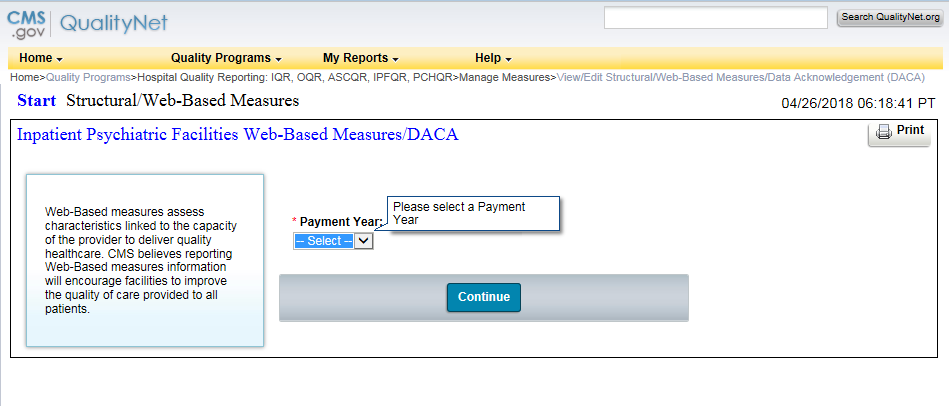 CMS
.gov
QualityNet
Search QualityNet.org
Home Quality Programs My Reports Help
Home>Quality Programs>Hospital Quality Reporting: IQR, OQR, ASCQR, IPFQR, PCHQR>Manage Measures>View/Edit Structural/Web-Based Measures/Data Acknowledgement (DACA)
Start Structural/Web-Based Measures
04/26/2018 06:18:41 PT
Inpatient Psychiatric Facilities Web-Based Measures/DACA
Print
Web-Based measures assess
characteristics linked to the capacity
of the provider to deliver quality
healthcare. CMS believes reporting
Web-Based measures information
will encourage facilities to improve
the quality of care provided to all
patients.
* Payment Year:
Please select a Payment
Year
-- Select --
Continue